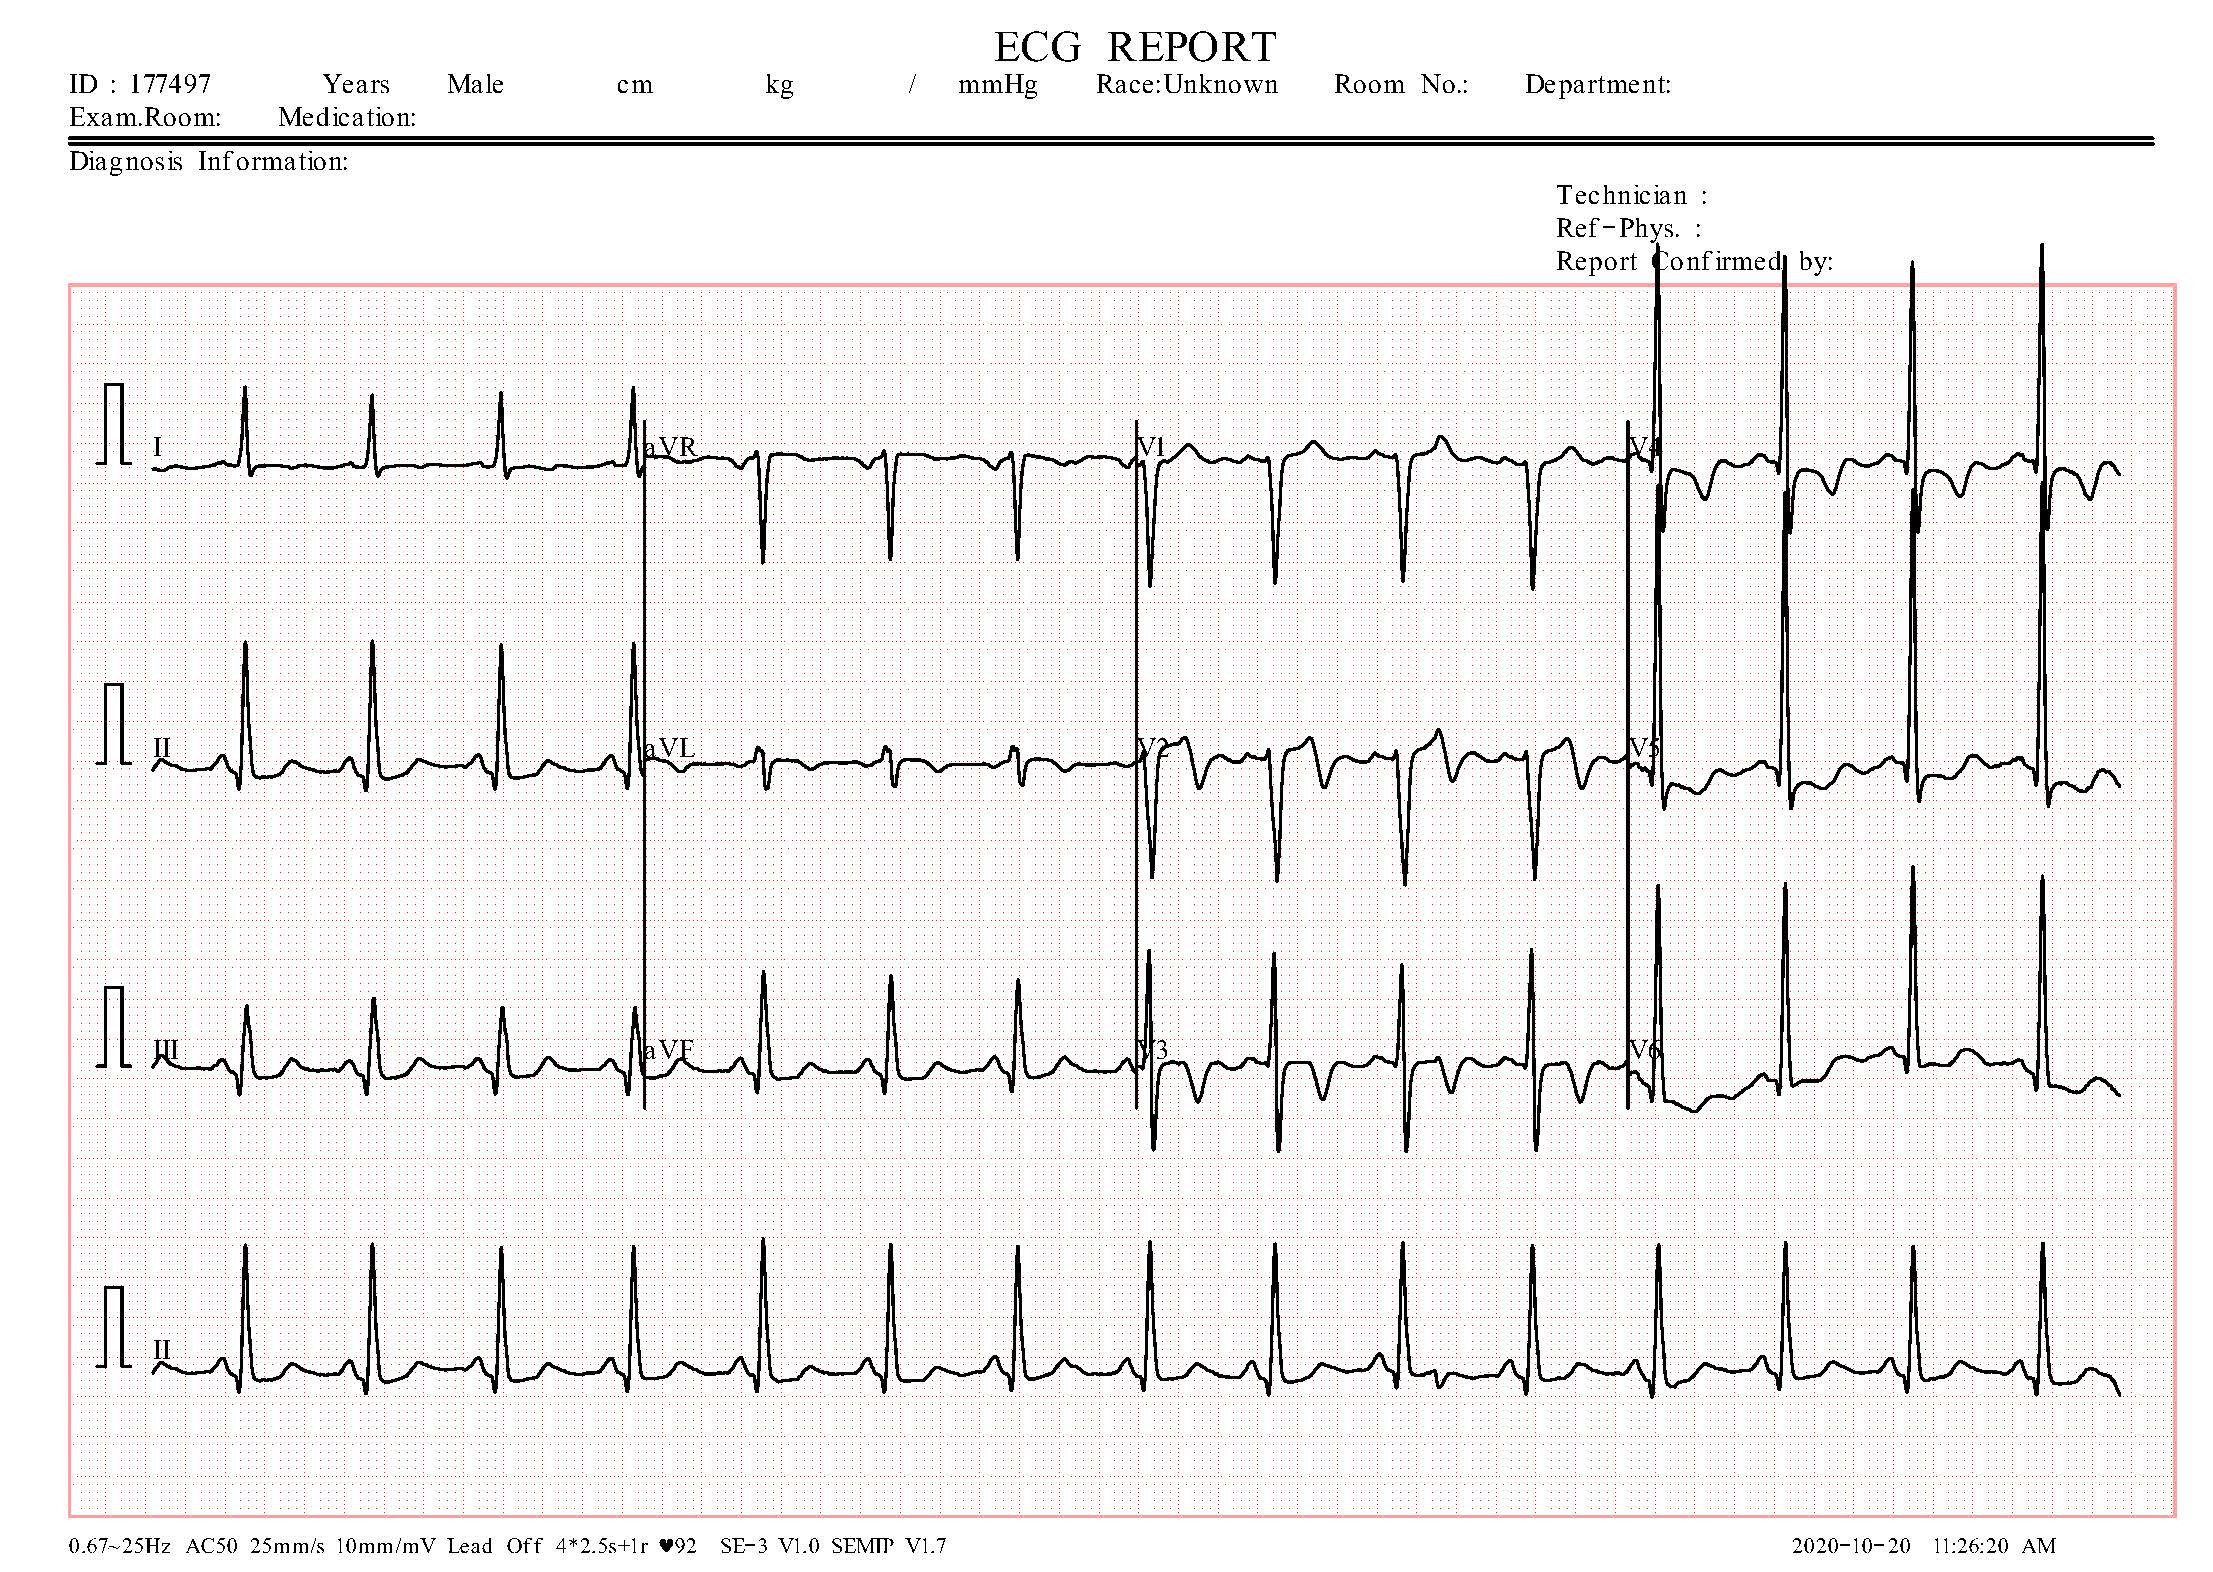 ECG REPORT
ID : 177497 Years Male cm kg / mmHg Race:Unknown Room No.: Department:
Exam.Room: Medication:
Diagnosis Information:
Technician :
Ref-Phys. :
Report Confirmed by:
I aVR V1 V4
II aVL V2 V5
III aVF V3 V6
II
0.67~25Hz AC50 25mm/s 10mm/mV Lead Off 4*2.5s+1r ♥92 SE-3 V1.0 SEMIP V1.7 2020-10-20 11:26:20 AM